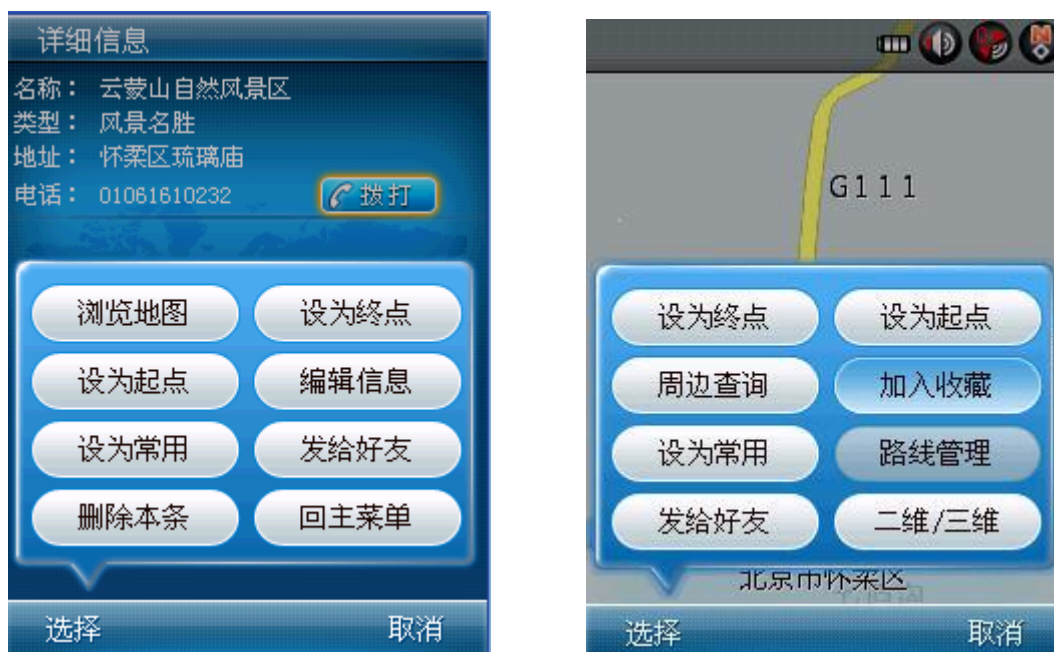 详细信息
名称： 云蒙山自然风景区
类型： 风景名胜
地址： 怀柔区琉璃庙
电话： 01061610232 拨打
浏览地图 设为终点
设为起点 编辑信息
设为常用 发给好友
删除本条 回主菜单
选择 取消
G111
设为终点 设为起点
周边查询 加入收藏
设为常用 路线管理
发给好友 二维/三维
北京市怀柔区
选择 取消